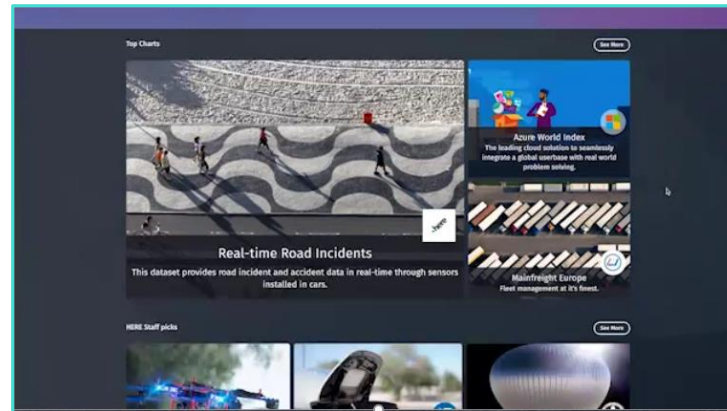 Top Charts
See More
here
Real-time Road Incidents
This dataset provides road incident and accident data in real-time through sensors
installed in cars.
Azure World Index
The leading cloud solution to seamlessly
integrate a global userbase with real world
problem solving.
Mainfreight Europe
Fleet management at it's finest.
HERE Staff picks
See More